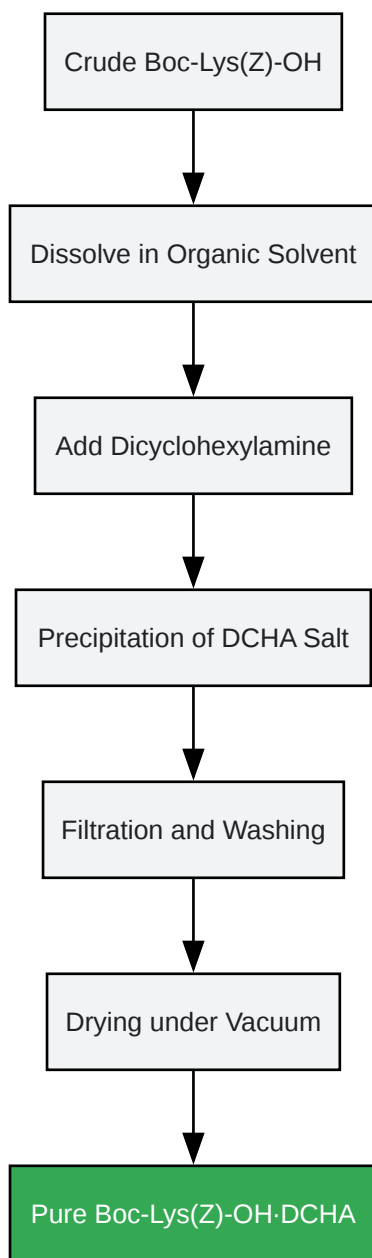 Crude Boc-Lys(Z)-OH
Dissolve in Organic Solvent
Add Dicyclohexylamine
Precipitation of DCHA Salt
Filtration and Washing
Drying under Vacuum
Pure Boc-Lys(Z)-OH·DCHA